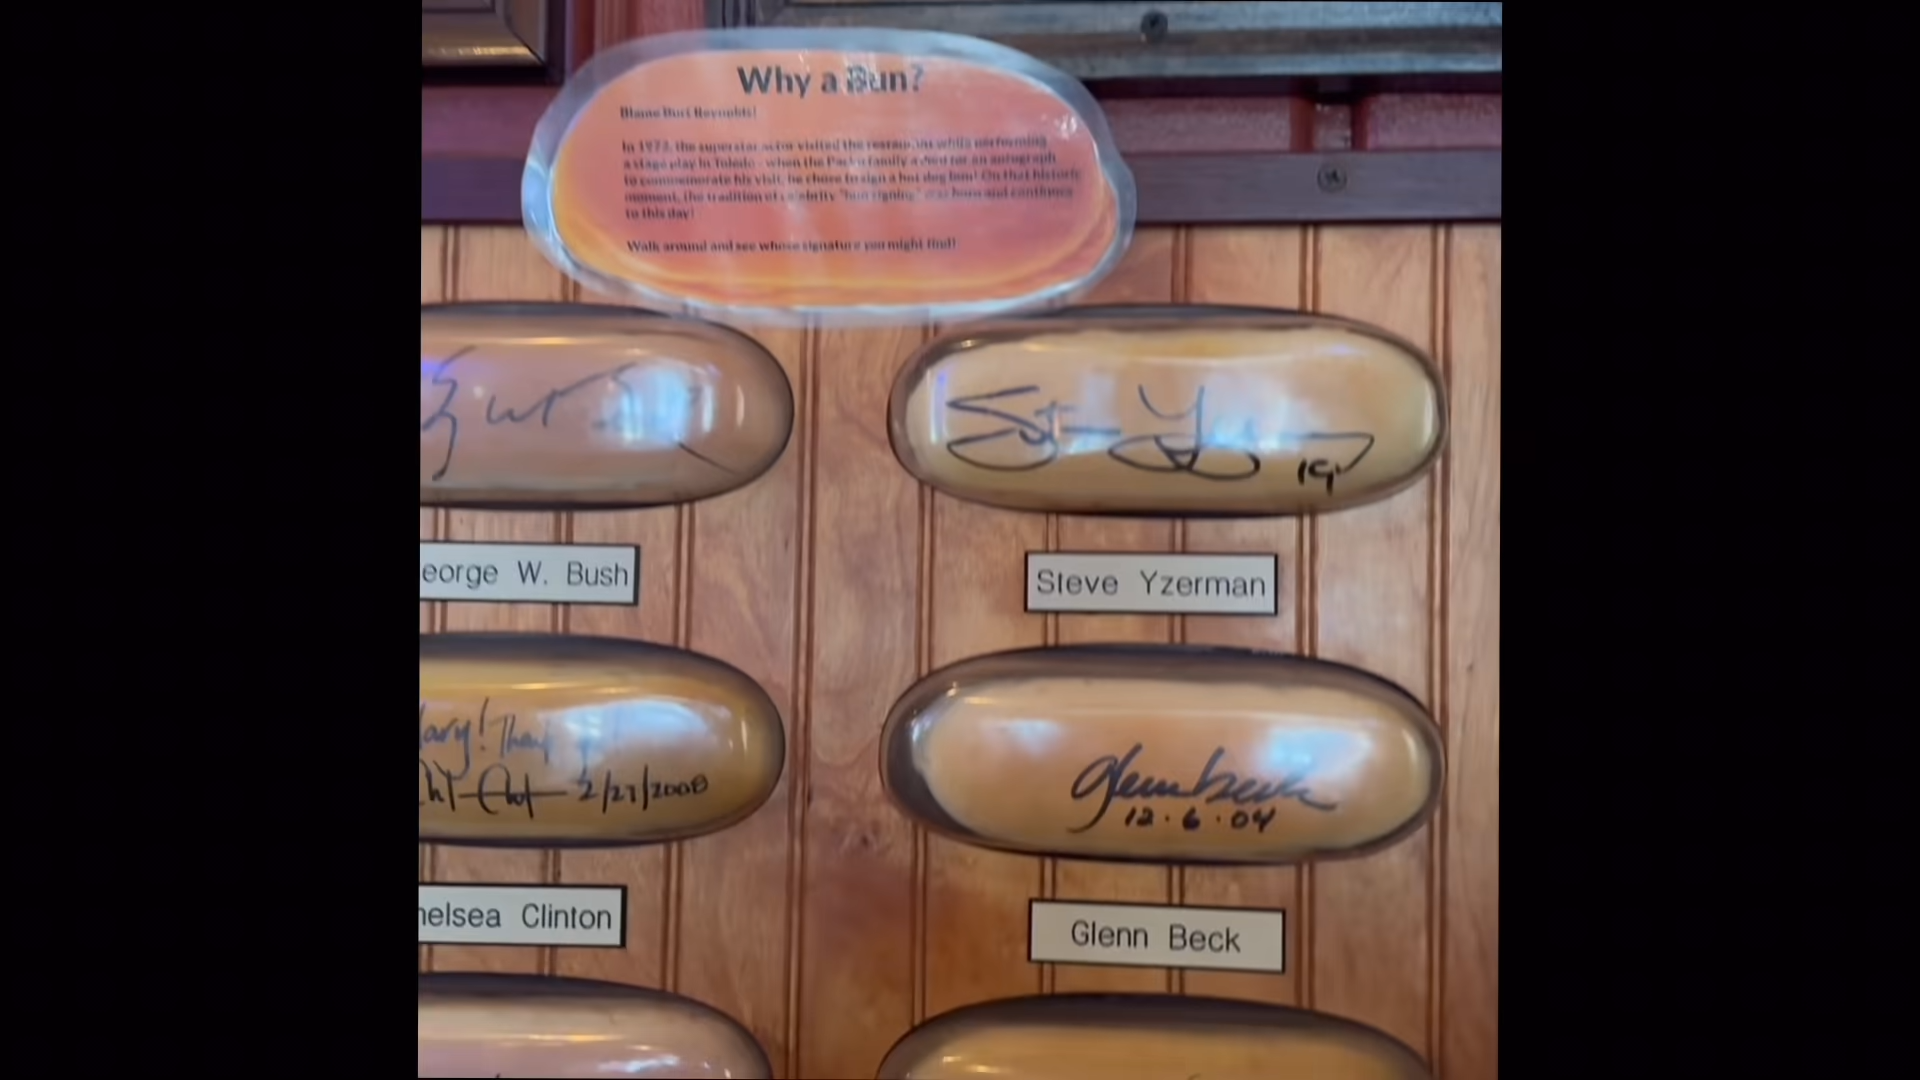 Why a Bun?
Blame Burt Reynolds!
In 1972, the superstar actor visited the restaurant while performing
a stage play in Toledo - when the Packo family asked for an autograph
to commemorate his visit, he chose to sign a hot dog bun! On that historic
moment, the tradition of celebrity "bun signing" was born and continues
to this day!
Walk around and see whose signature you might find!
19
eorge W. Bush
Steve Yzerman
lary! Thank
2/27/2008
glenn beck
12.6.04
helsea Clinton
Glenn Beck